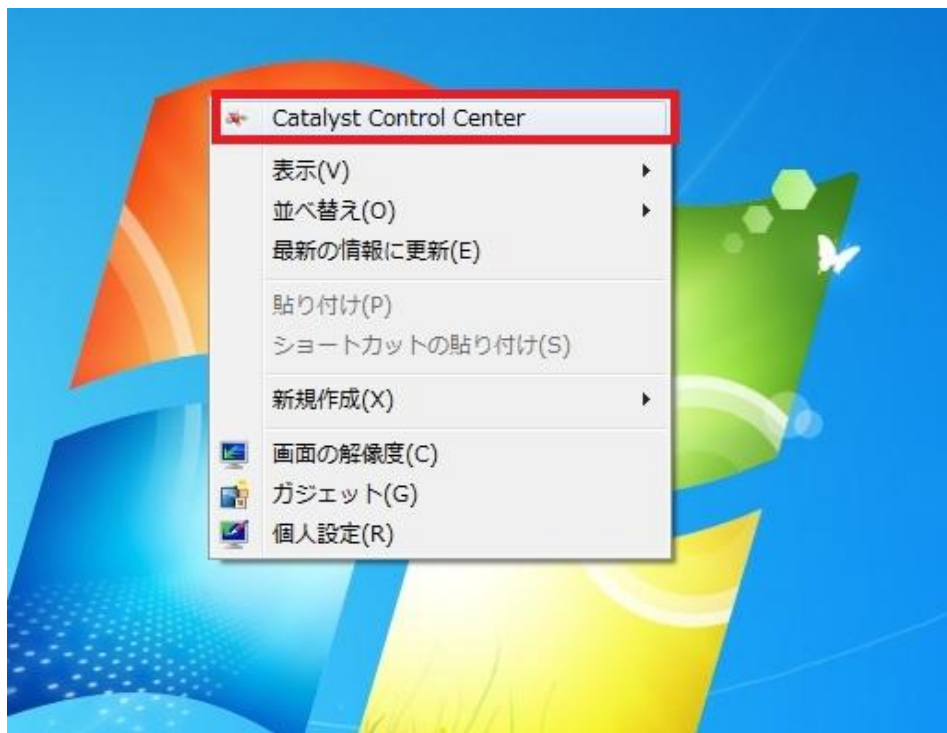 Catalyst Control Center
表示(V)
並べ替え(O)
最新の情報に更新(E)
貼り付け(P)
ショートカットの貼り付け(S)
新規作成(X)
画面の解像度(C)
ガジェット(G)
個人設定(R)